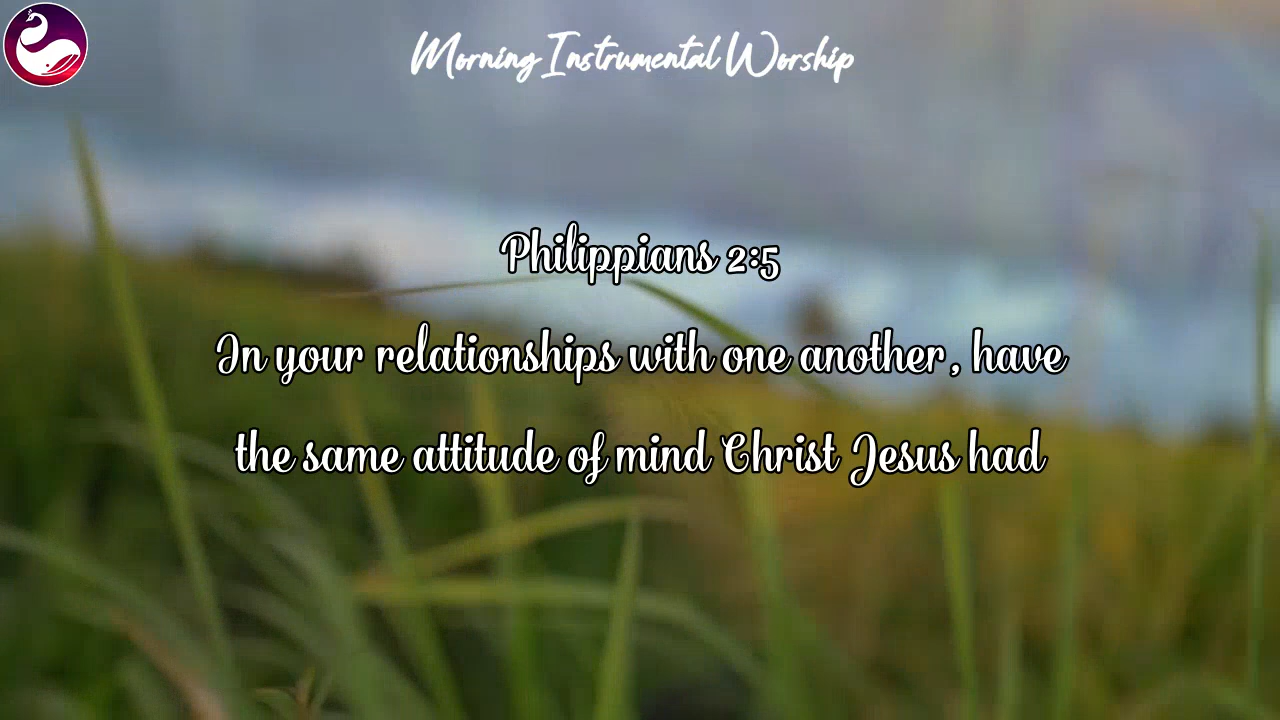 Morning Instrumental Worship
Philippians 2:5
In your relationships with one another, have
the same attitude of mind Christ Jesus had